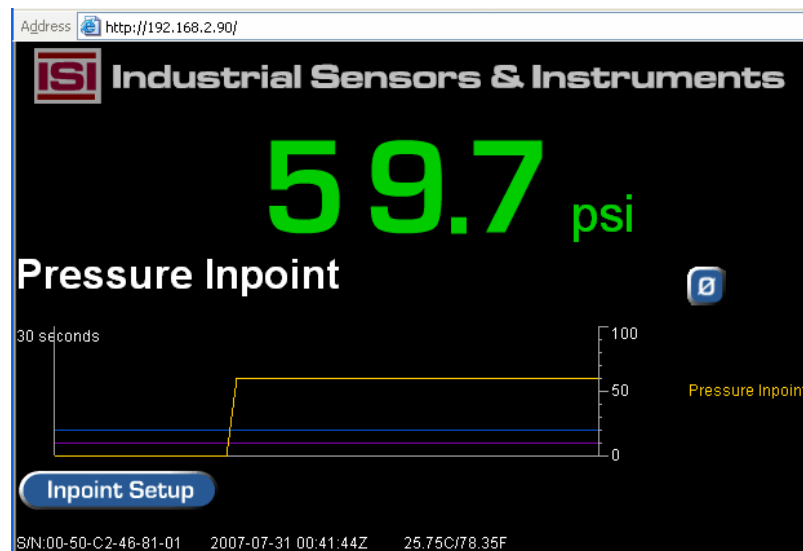 Address http://192.168.2.90/
ISI Industrial Sensors & Instruments
59.7 psi
Pressure Inpoint
Ø
30 seconds
100
50
Pressure Inpoint
0
Inpoint Setup
S/N:00-50-C2-46-81-01 2007-07-31 00:41:44Z 25.75C/78.35F